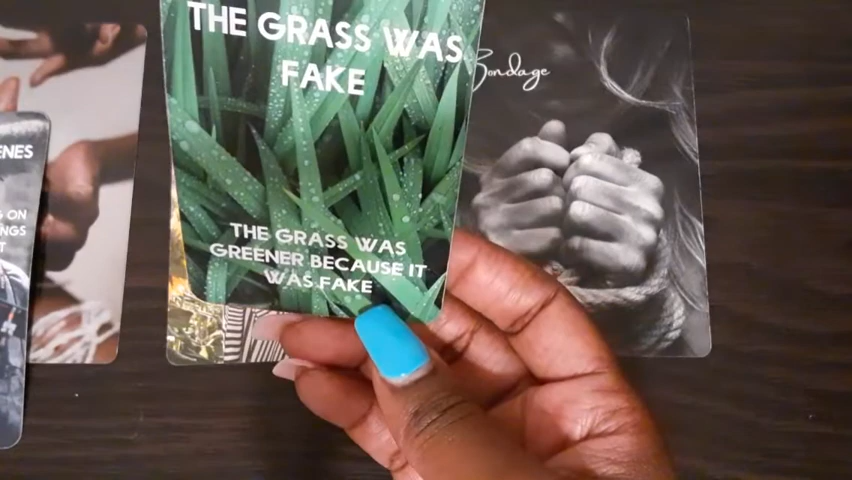 ENES
G ON
NGS
T
THE GRASS WAS
FAKE
THE GRASS WAS
GREENER BECAUSE IT
WAS FAKE
Bondage